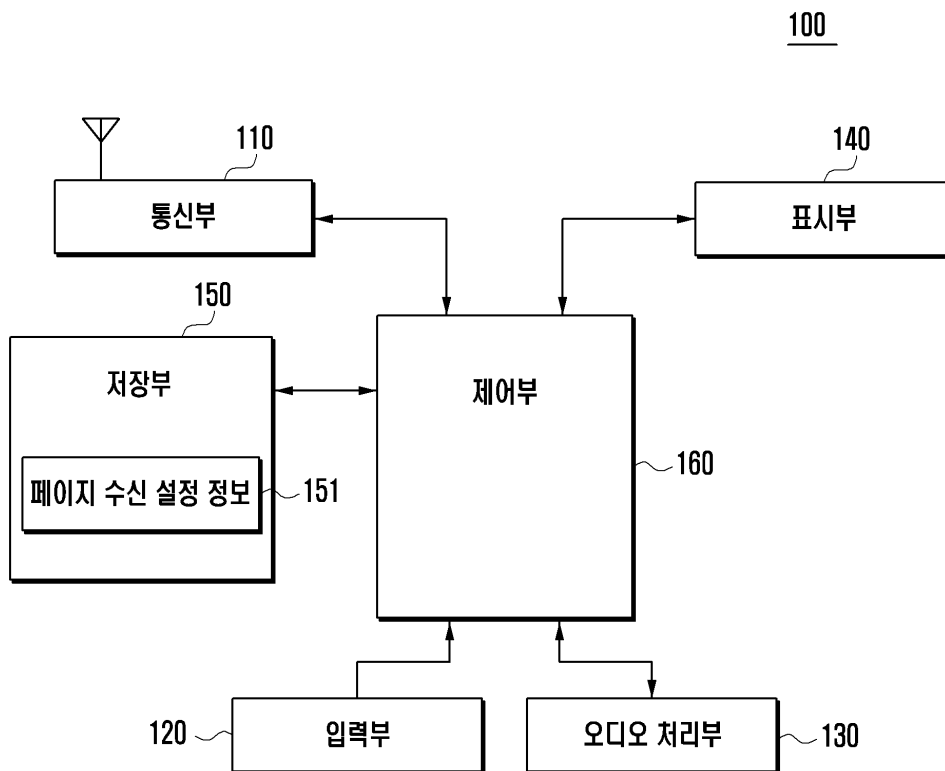 100
110
140
통신부
표시부
150
저장부
제어부
160
페이지 수신 설정 정보
151
120
입력부
오디오 처리부
130